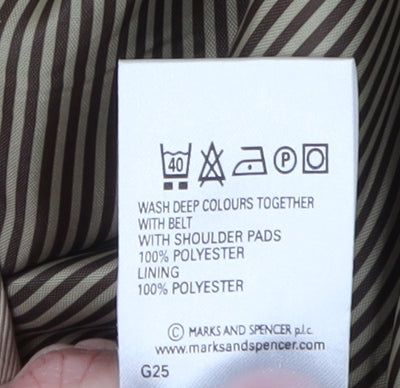 40 P
WASH DEEP COLOURS TOGETHER
WITH BELT
WITH SHOULDER PADS
100% POLYESTER
LINING
100% POLYESTER
© MARKS AND SPENCER p.l.c.
www.marksandspencer.com
G25